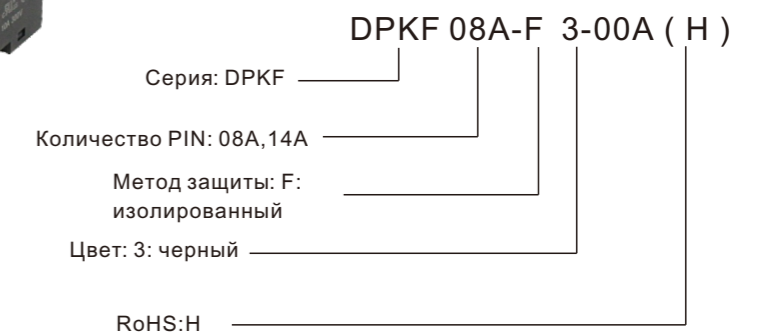 DPKF 08A-F 3-00A ( H )
Серия: DPKF
Количество PIN: 08A,14A
Метод защиты: F:
изолированный
Цвет: 3: черный
RoHS:H